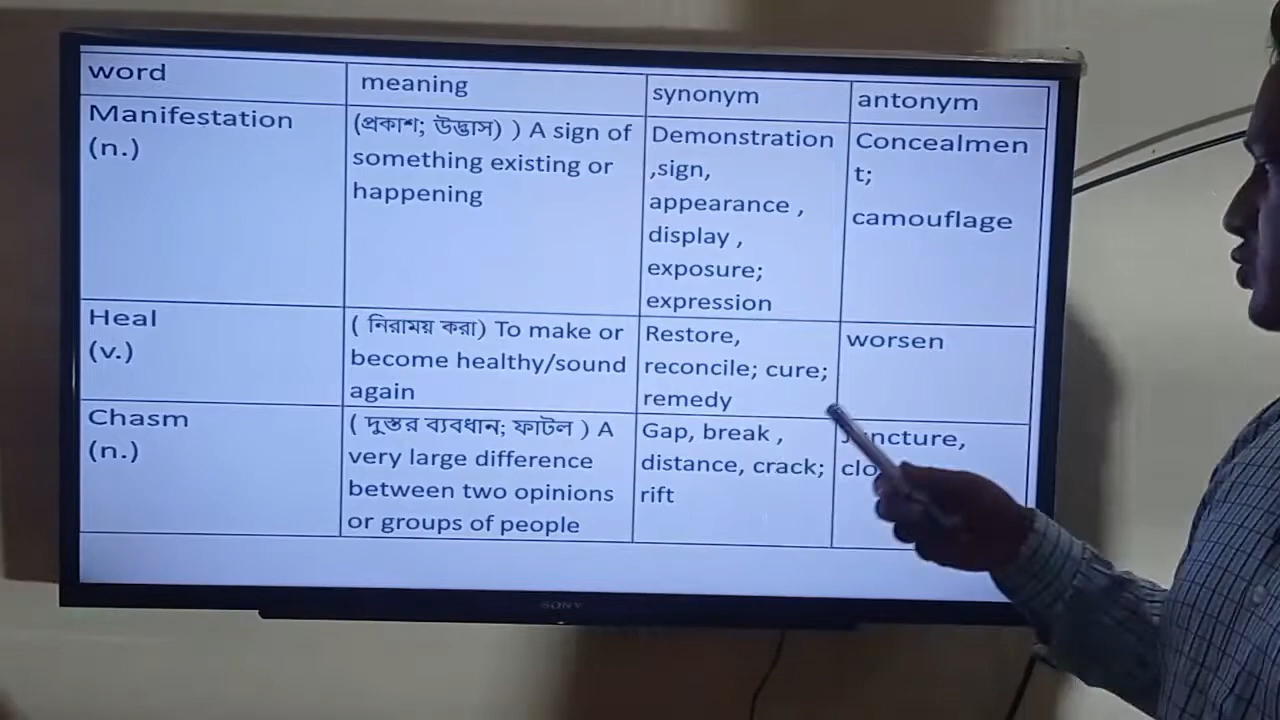 word
meaning
synonym
antonym
Manifestation
(n.)
(প্রকাশ; উদ্ভাস) ) A sign of
something existing or
happening
Demonstration
,sign,
appearance ,
display ,
exposure;
expression
Concealmen
t;
camouflage
Heal
(v.)
( নিরাময় করা) To make or
become healthy/sound
again
Restore,
reconcile; cure;
remedy
worsen
Chasm
(n.)
( দুস্তর ব্যবধান; ফাটল ) A
very large difference
between two opinions
or groups of people
Gap, break ,
distance, crack;
rift
SONY